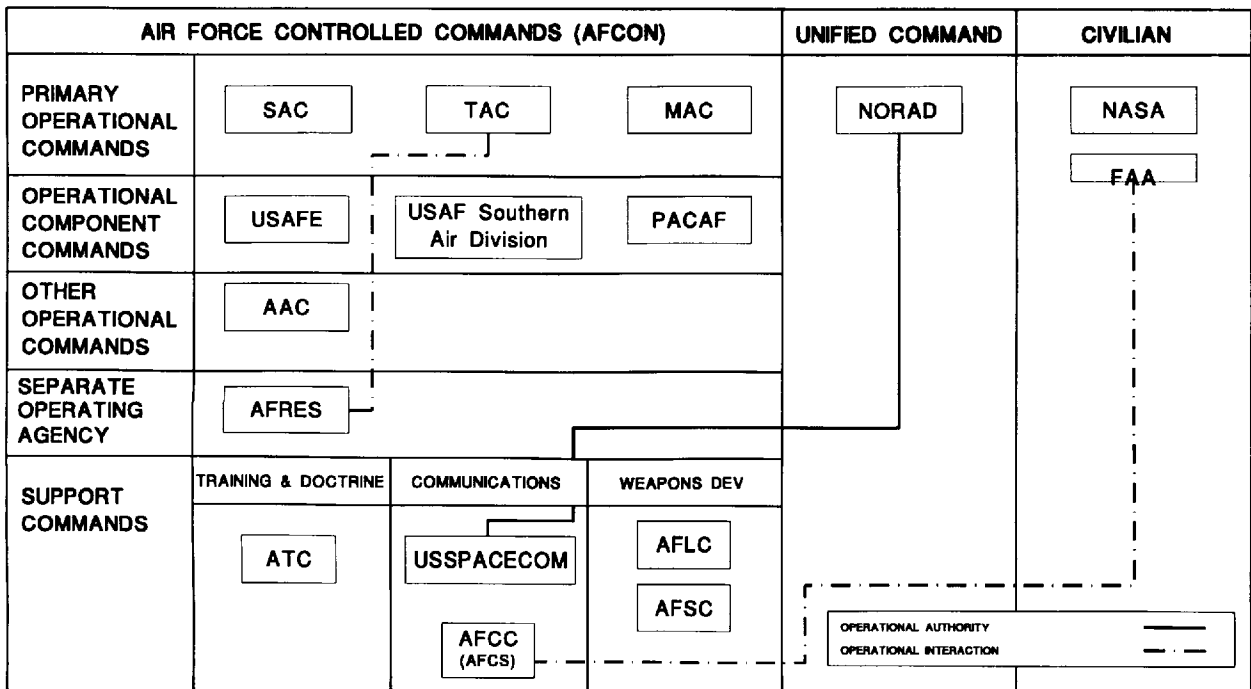 AIR FORCE CONTROLLED COMMANDS (AFCON)
UNIFIED COMMAND
CIVILIAN
PRIMARY
OPERATIONAL
COMMANDS
SAC
TAC
MAC
NORAD
NASA
FAA
OPERATIONAL
COMPONENT
COMMANDS
USAFE
USAF Southern
Air Division
PACAF
OTHER
OPERATIONAL
COMMANDS
AAC
SEPARATE
OPERATING
AGENCY
AFRES
SUPPORT
COMMANDS
TRAINING & DOCTRINE
COMMUNICATIONS
WEAPONS DEV
ATC
USSPACECOM
AFLC
AFSC
AFCC
(AFCS)
OPERATIONAL AUTHORITY
OPERATIONAL INTERACTION